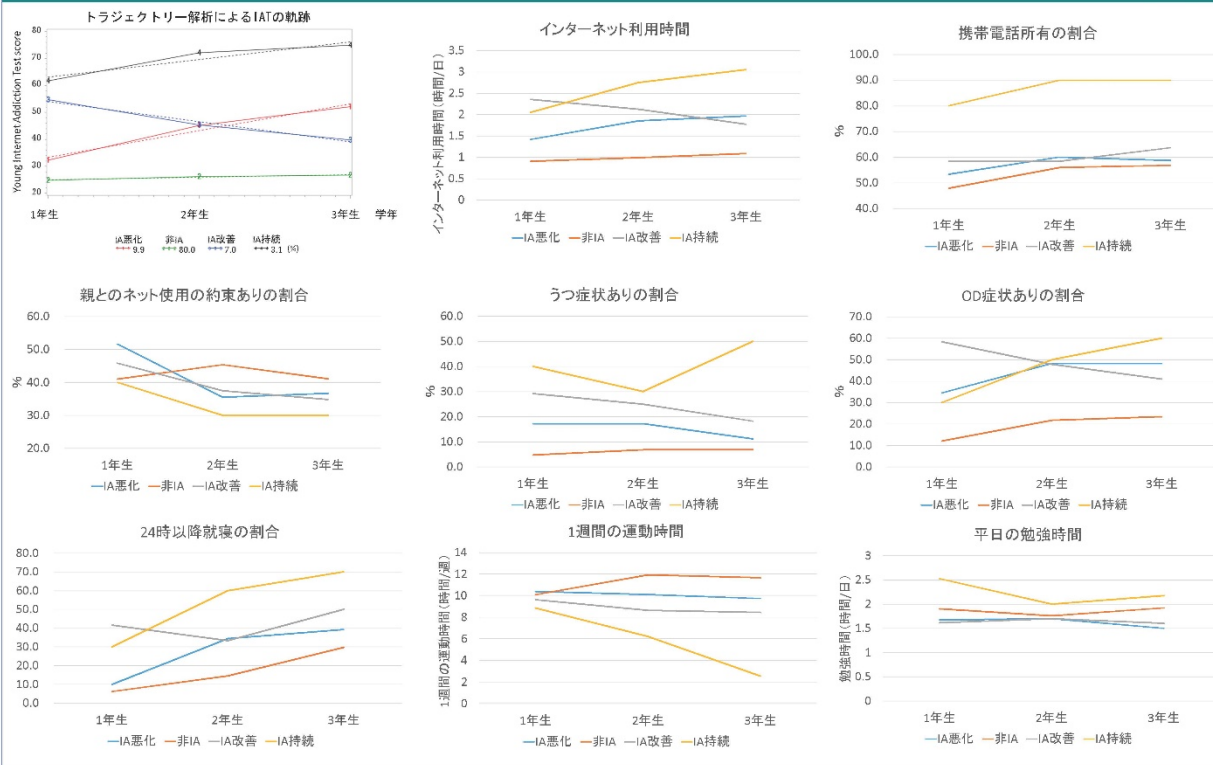 トラジェクトリー解析によるIATの軌跡
Young Internet Addiction Test score
80
70
60
50
40
30
20
1年生
2年生
3年生
学年
IA悪化 非IA IA改善 IA持続
9.9 80.0 7.0 3.1 (%)
インターネット利用時間
インターネット利用時間(時間/日)
3.5
3
2.5
2
1.5
1
0.5
0
1年生 2年生 3年生
IA悪化 非IA IA改善 IA持続
携帯電話所有の割合
%
100.0
90.0
80.0
70.0
60.0
50.0
40.0
1年生 2年生 3年生
IA悪化 非IA IA改善 IA持続
親とのネット使用の約束ありの割合
%
60.0
50.0
40.0
30.0
20.0
1年生 2年生 3年生
IA悪化 非IA IA改善 IA持続
うつ症状ありの割合
%
60.0
50.0
40.0
30.0
20.0
10.0
0.0
1年生 2年生 3年生
IA悪化 非IA IA改善 IA持続
OD症状ありの割合
%
70.0
60.0
50.0
40.0
30.0
20.0
10.0
0.0
1年生 2年生 3年生
IA悪化 非IA IA改善 IA持続
24時以降就寝の割合
80.0
70.0
60.0
50.0
40.0
30.0
20.0
10.0
0.0
1年生 2年生 3年生
IA悪化 非IA IA改善 IA持続
1週間の運動時間
1週間の運動時間(時間/週)
14
12
10
8
6
4
2
0
1年生 2年生 3年生
IA悪化 非IA IA改善 IA持続
平日の勉強時間
勉強時間(時間/日)
3
2.5
2
1.5
1
0.5
0
1年生 2年生 3年生
IA悪化 非IA IA改善 IA持続